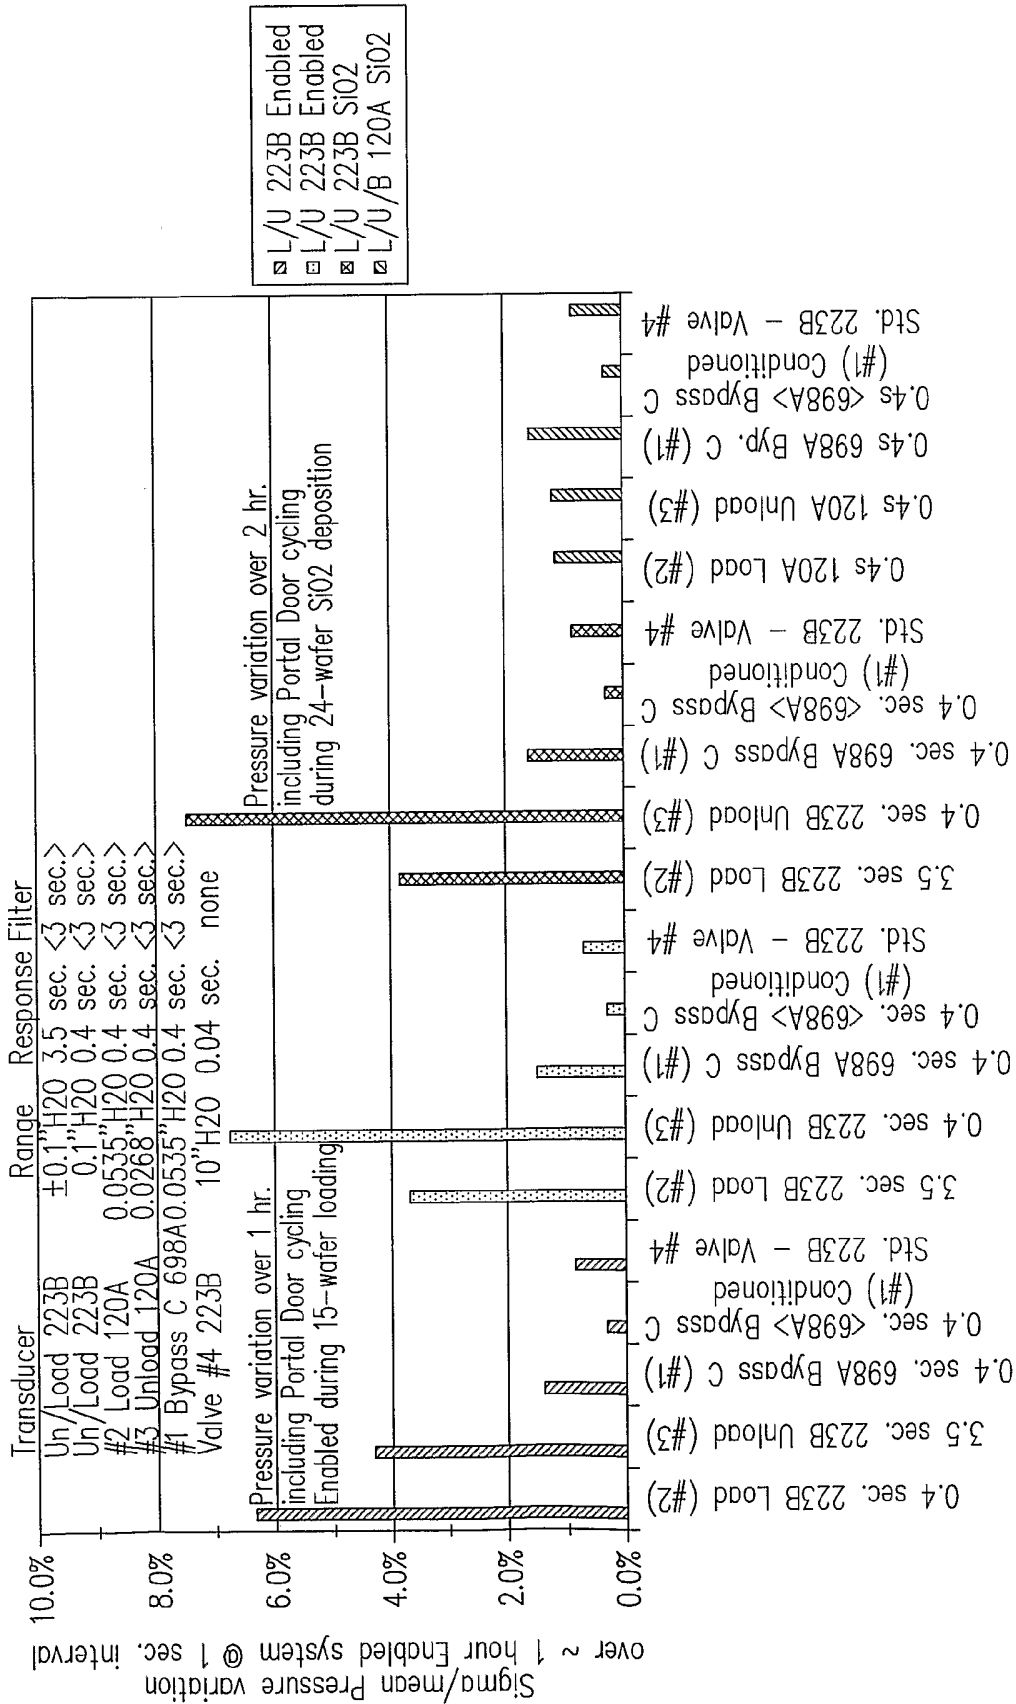 Transducer Range Response Filter
Un/Load 223B ±0.1"H2O 3.5 sec. <3 sec.>
Un/Load 223B 0.1"H2O 0.4 sec. <3 sec.>
#2 Load 120A 0.0535"H2O 0.4 sec. <3 sec.>
#3 Unload 120A 0.0268"H2O 0.4 sec. <3 sec.>
#1 Bypass C 698A 0.0535"H2O 0.4 sec. <3 sec.>
Valve #4 223B 10"H2O 0.04 sec. none
L/U 223B Enabled
L/U 223B Enabled
L/U 223B SiO2
L/U/B 120A SiO2
Pressure variation over 1 hr.
including Portal Door cycling
Enabled during 15-wafer loading
Pressure variation over 2 hr.
including Portal Door cycling
during 24-wafer SiO2 deposition
Sigma/mean Pressure variation
over ~ 1 hour Enabled system @ 1 sec. interval
10.0%
8.0%
6.0%
4.0%
2.0%
0.0%
0.4 sec. 223B Load (#2)
3.5 sec. 223B Unload (#3)
0.4 sec. 698A Bypass C (#1)
0.4 sec. <698A> Bypass C
(#1) Conditioned
Std. 223B - Valve #4
3.5 sec. 223B Load (#2)
0.4 sec. 223B Unload (#3)
0.4 sec. 698 A Bypass C (#1)
0.4 sec. <698A> Bypass C
(#1) Conditioned
Std. 223B - Valve #4
3.5 sec. 223B Load (#2)
0.4 sec. 223B Unload (#3)
0.4 sec. 698A Bypass C (#1)
0.4 sec. <698A> Bypass C
(#1) Conditioned
Std. 223B - Valve #4
0.4s 120A Load (#2)
0.4s 120A Unload (#3)
0.4s 698A Byp. C (#1)
0.4s <698A> Bypass C
(#1) Conditioned
Std. 223B - Valve #4